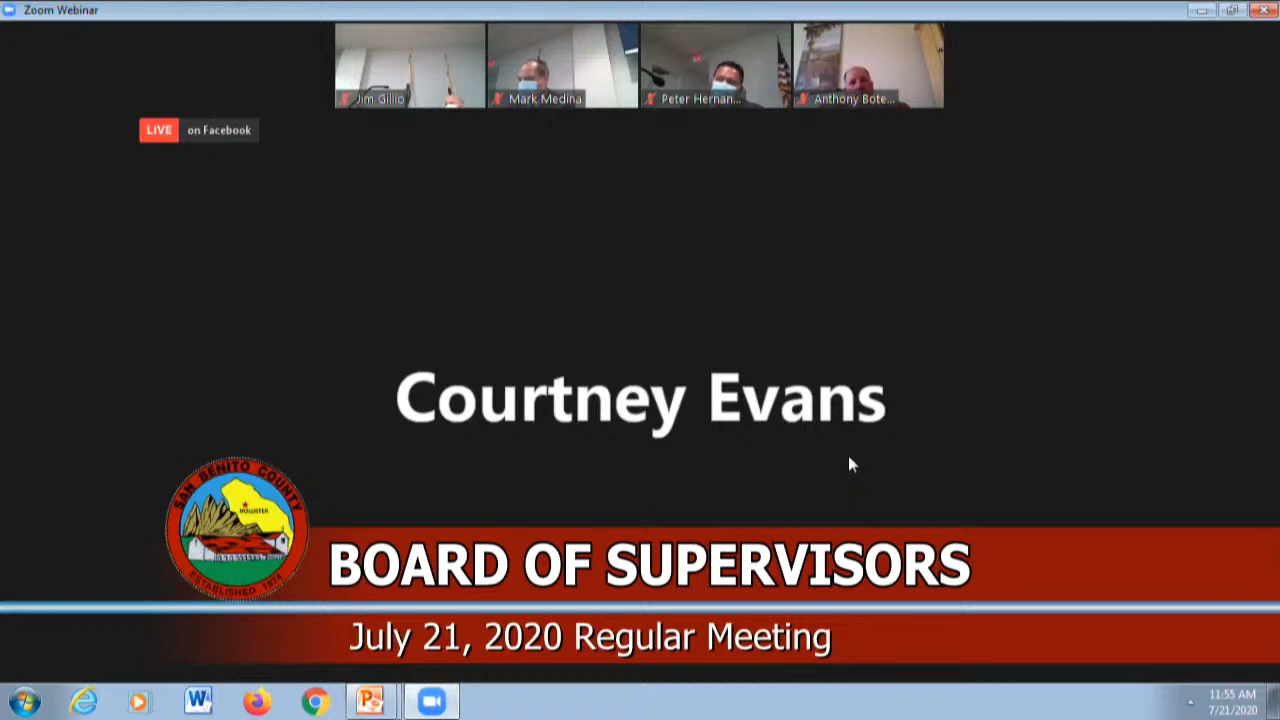 Zoom Webinar
Jim Gillio
Mark Medina
Peter Hernan...
Anthony Bote...
LIVE on Facebook
Courtney Evans
SAN BENITO COUNTY
HOLLISTER
ESTABLISHED 1874
BOARD OF SUPERVISORS
July 21, 2020 Regular Meeting
11:55 AM
7/21/2020